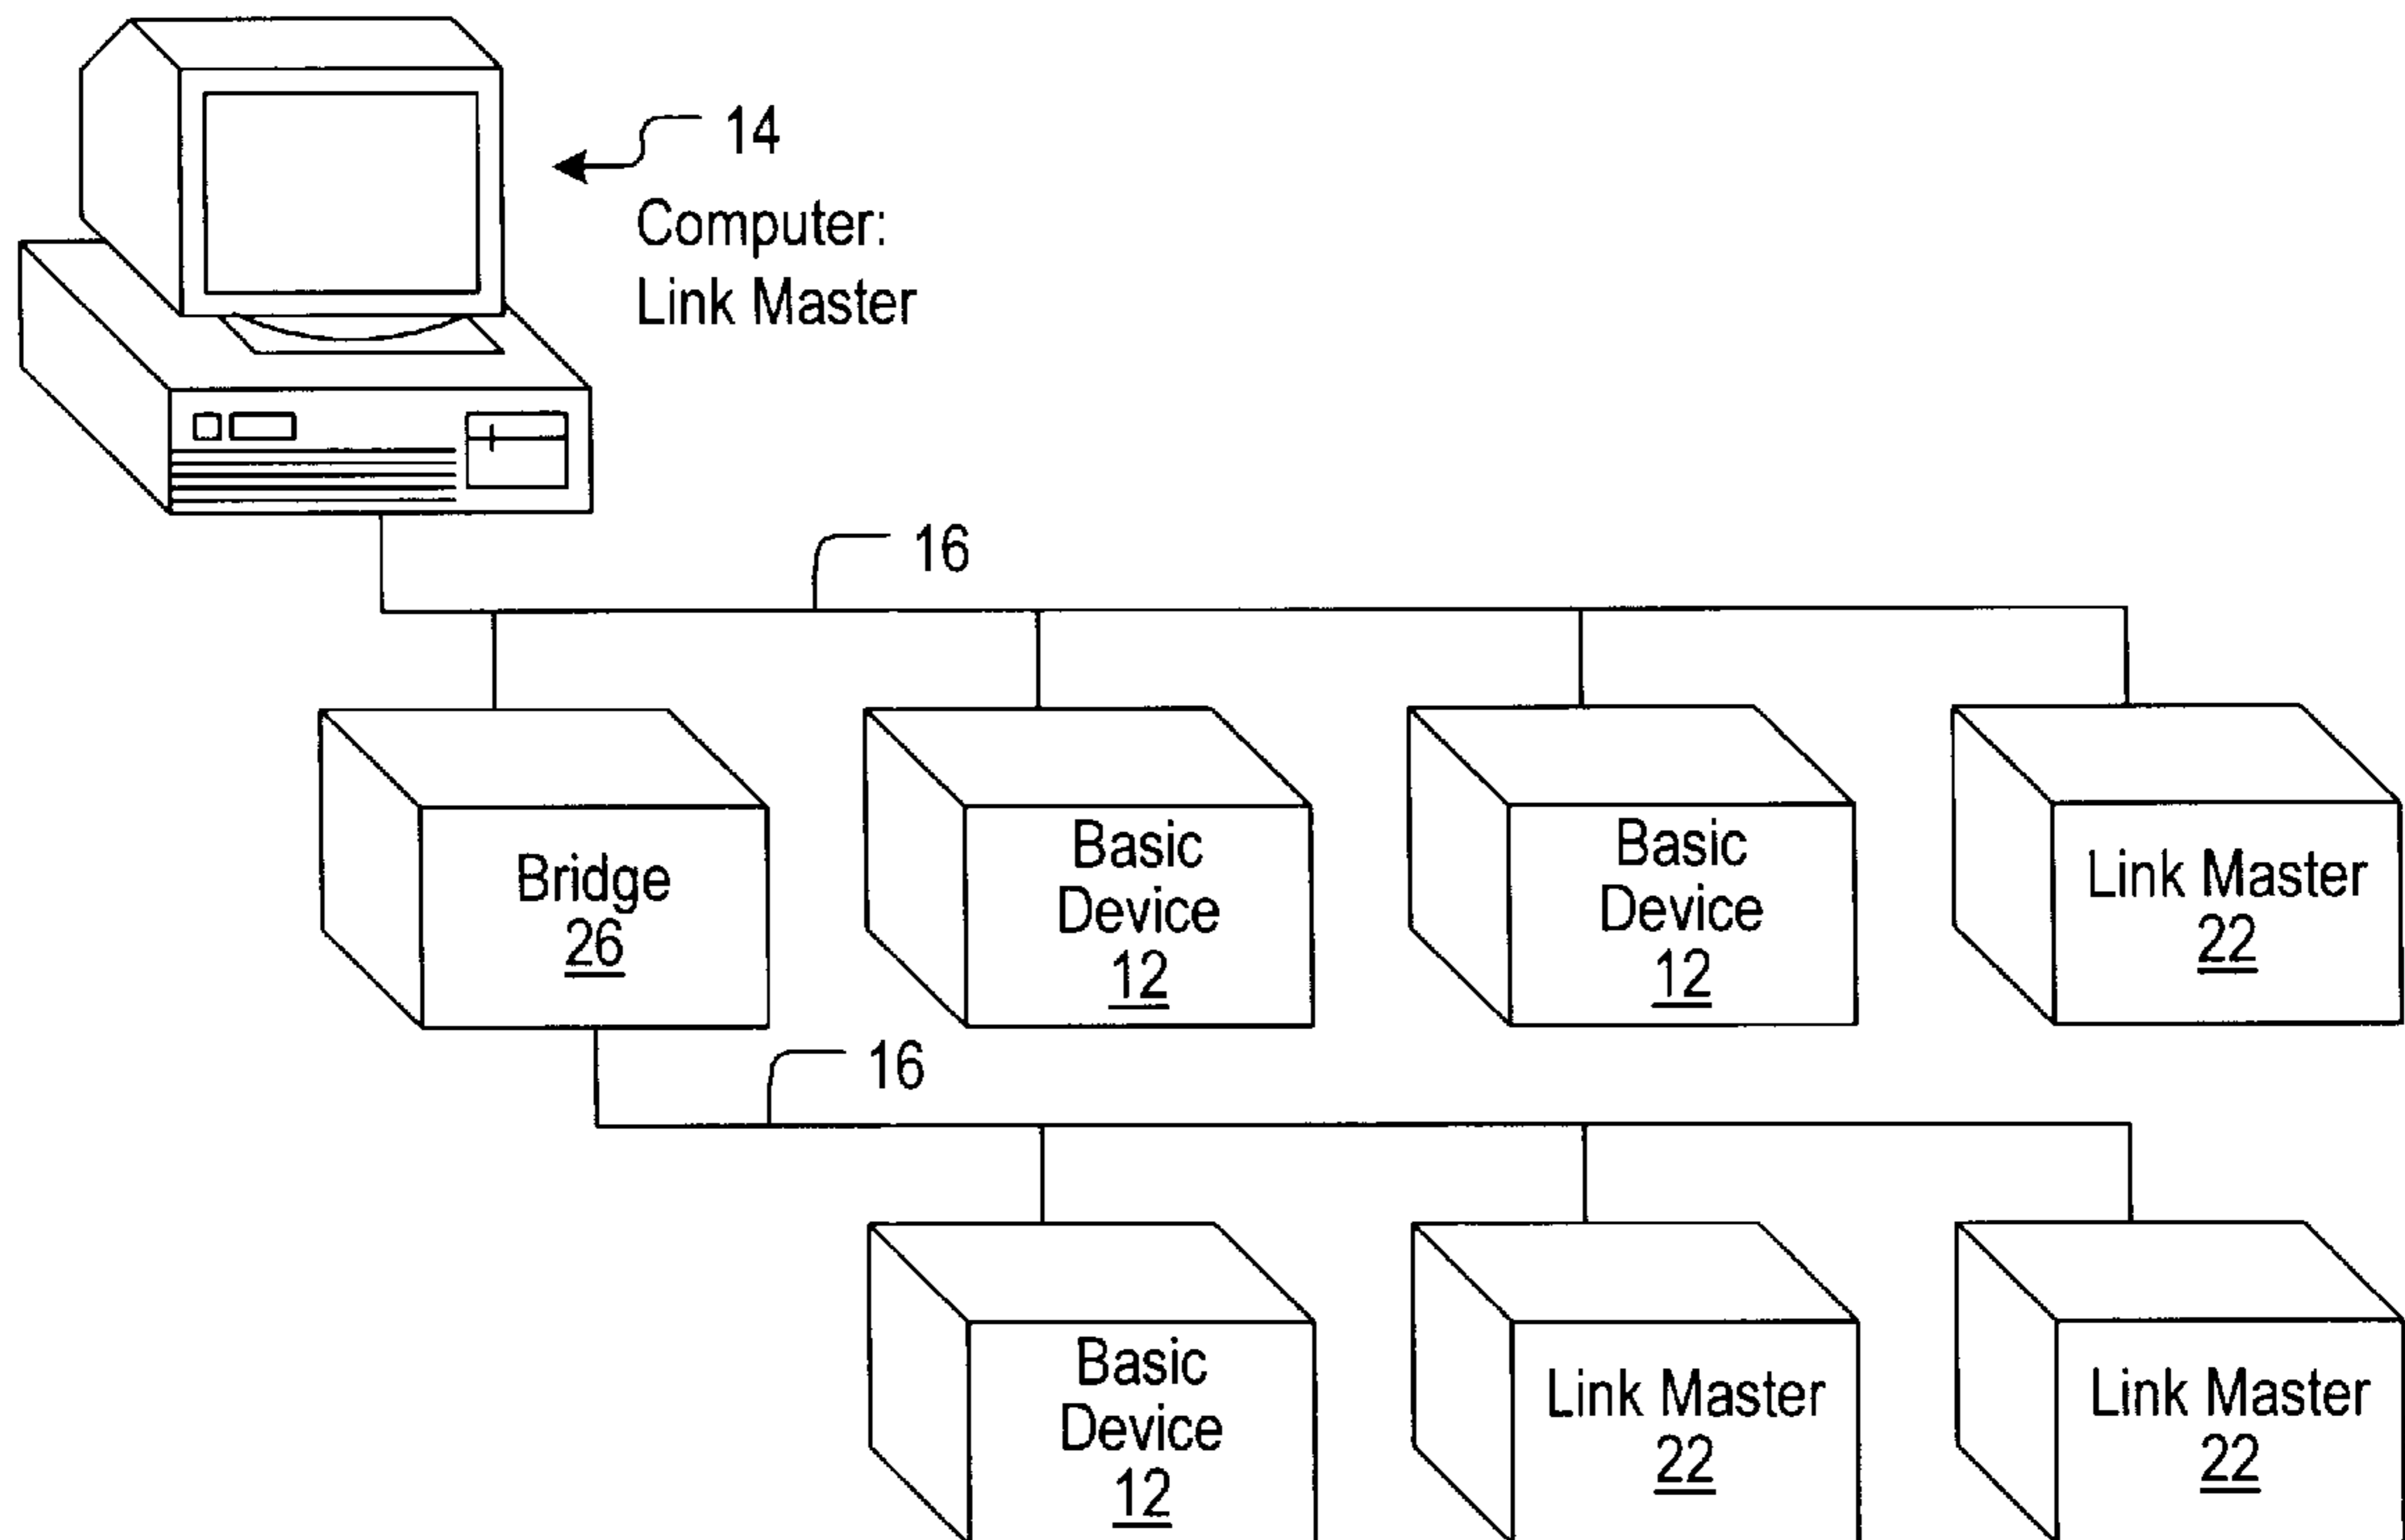 14
Computer:
Link Master
16
Bridge
26
Basic
Device
12
Basic
Device
12
Link Master
22
16
Basic
Device
12
Link Master
22
Link Master
22